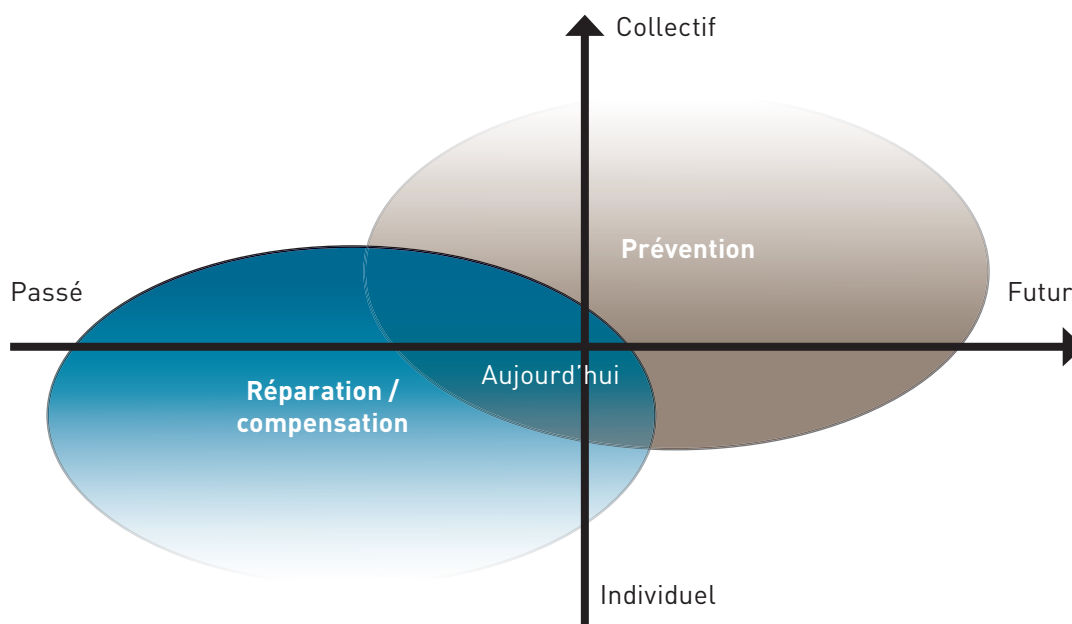 Collectif
Prévention
Passé
Futur
Aujourd'hui
Réparation /
compensation
Individuel